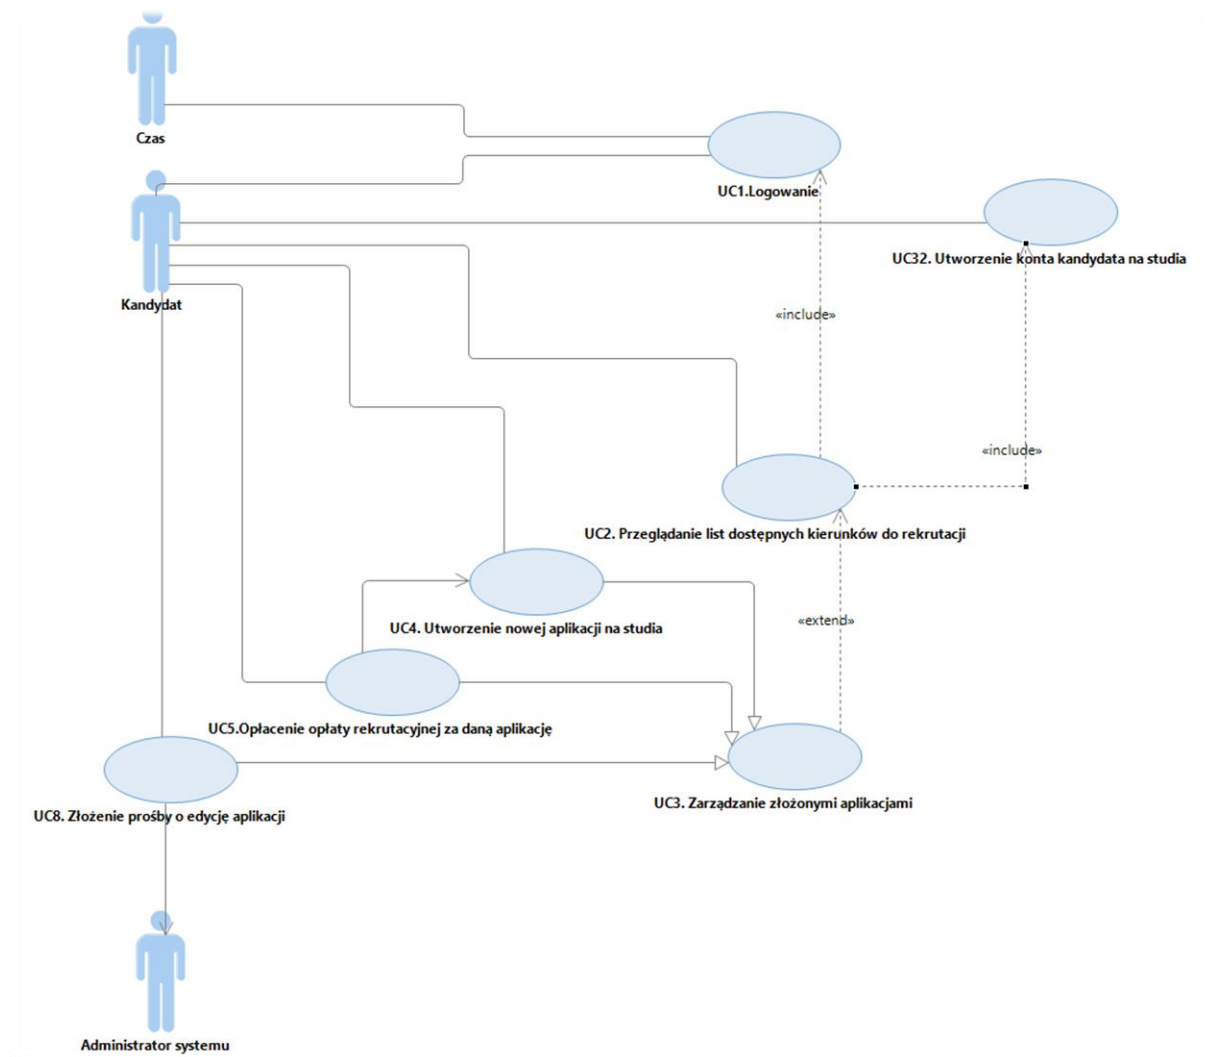 Czas
UC1.Logowanie
Kandydat
UC32. Utworzenie konta kandydata na studia
«include»
«include»
UC2. Przeglądanie list dostępnych kierunków do rekrutacji
«extend»
UC4. Utworzenie nowej aplikacji na studia
UC5.Opłacenie opłaty rekrutacyjnej za daną aplikację
UC3. Zarządzanie złożonymi aplikacjami
UC8. Złożenie prośby o edycję aplikacji
Administrator systemu